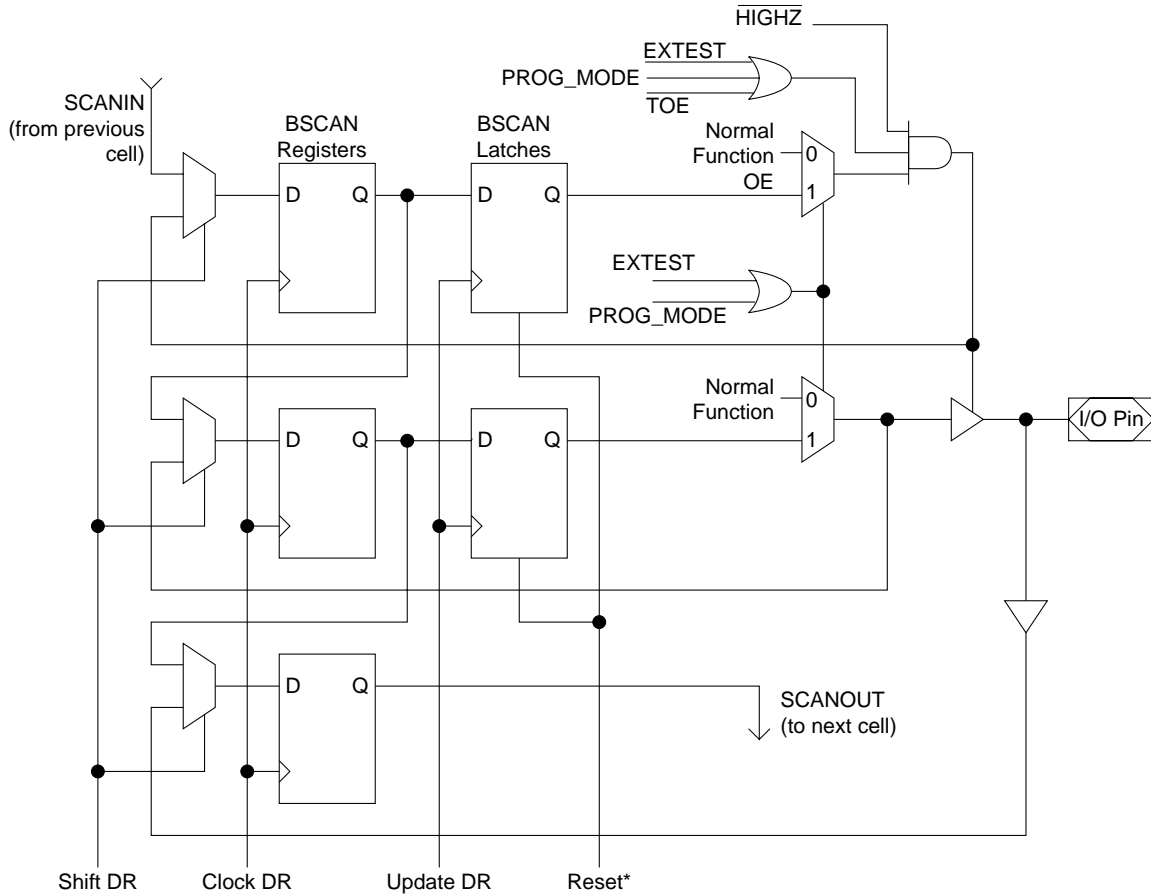 HIGHZ
EXTEST
PROG_MODE
TOE
SCANIN
(from previous
cell)
BSCAN
Registers
BSCAN
Latches
Normal
Function
OE
0
1
D Q
D Q
EXTEST
PROG_MODE
Normal
Function
0
1
I/O Pin
D Q
D Q
D Q
SCANOUT
(to next cell)
Shift DR
Clock DR
Update DR
Reset*